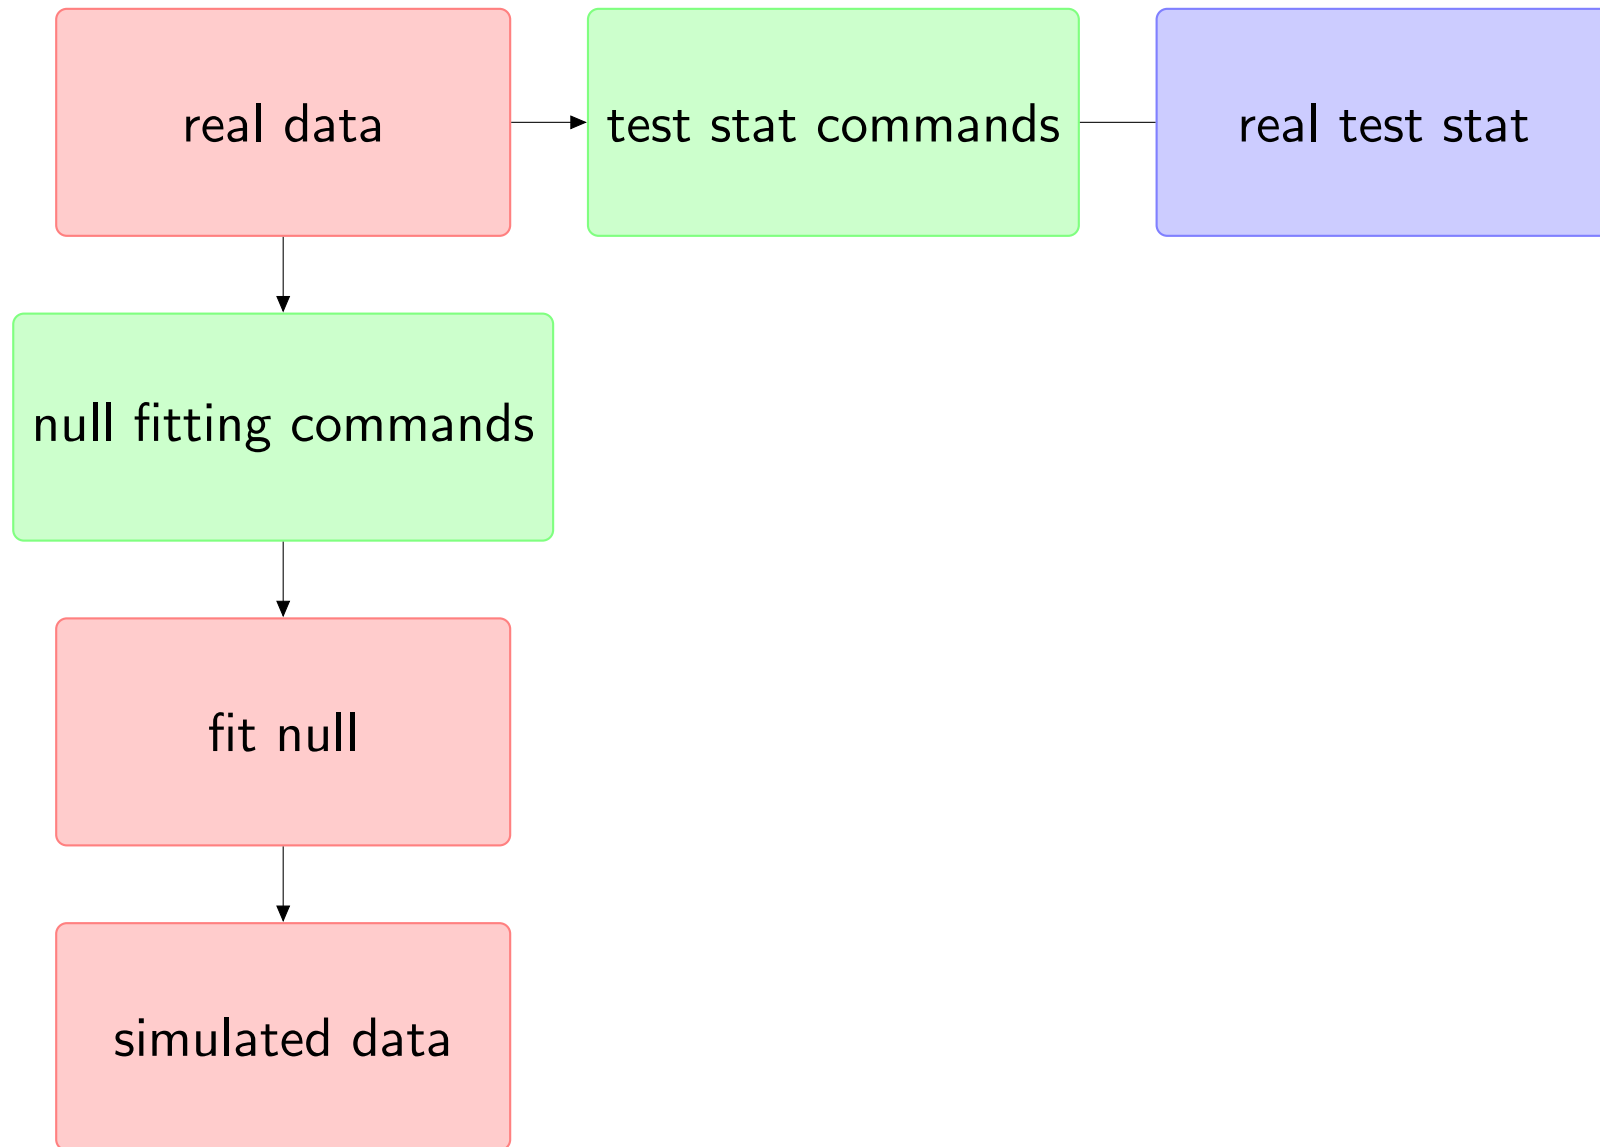 real data
test stat commands
real test stat
null fitting commands
fit null
simulated data